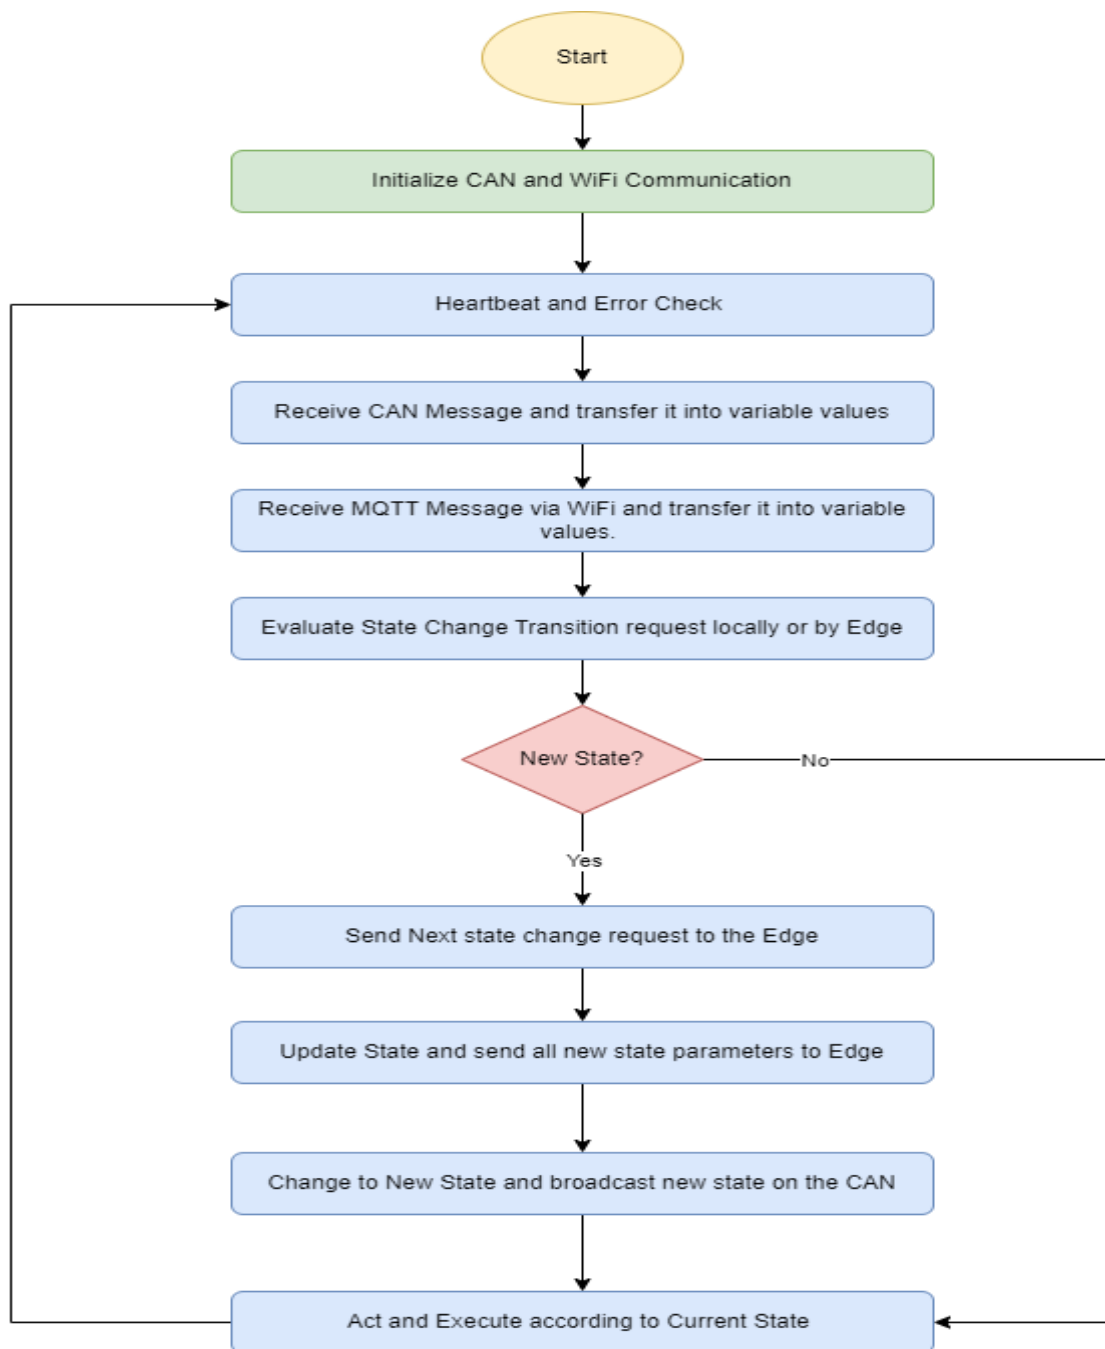 Start
Initialize CAN and WiFi Communication
Heartbeat and Error Check
Receive CAN Message and transfer it into variable values
Receive MQTT Message via WiFi and transfer it into variable
values.
Evaluate State Change Transition request locally or by Edge
New State?
No
Yes
Send Next state change request to the Edge
Update State and send all new state parameters to Edge
Change to New State and broadcast new state on the CAN
Act and Execute according to Current State